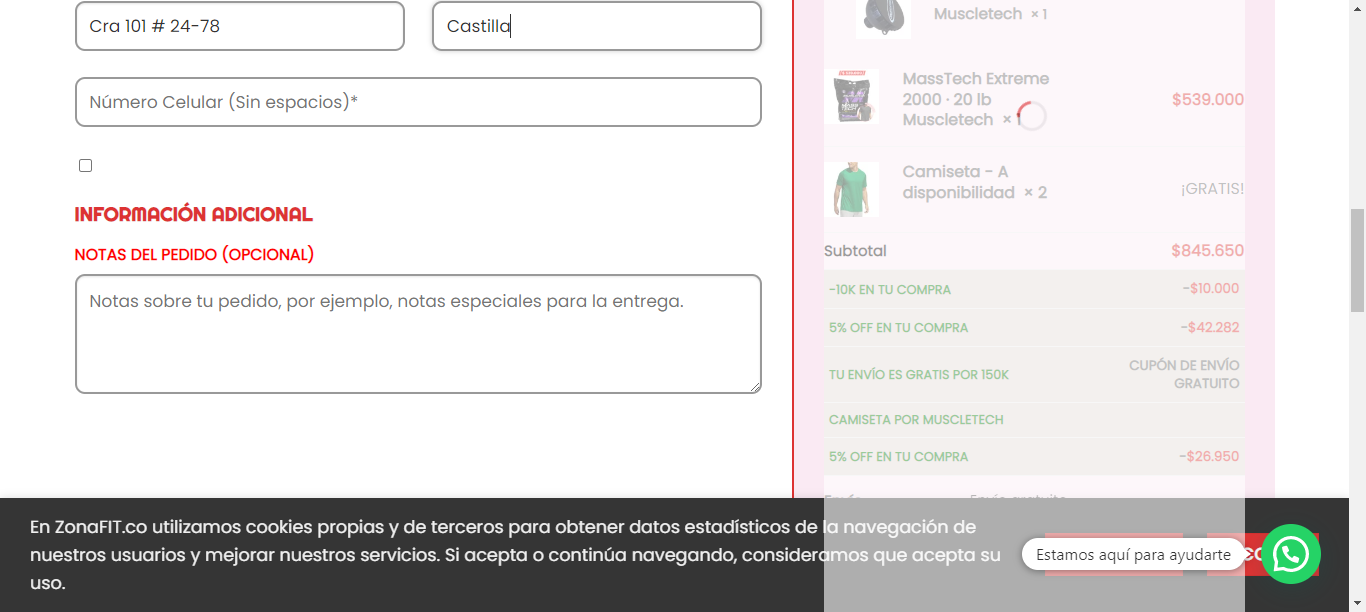 Cra 101 # 24-78
Castilla
Número Celular (Sin espacios)*
INFORMACIÓN ADICIONAL
NOTAS DEL PEDIDO (OPCIONAL)
Notas sobre tu pedido, por ejemplo, notas especiales para la entrega.
Muscletech × 1
MassTech Extreme
2000 · 20 lb
Muscletech × 1
$539.000
Camiseta - A
disponibilidad × 2
¡GRATIS!
Subtotal
$845.650
-10K EN TU COMPRA
-$10.000
5% OFF EN TU COMPRA
-$42.282
TU ENVÍO ES GRATIS POR 150K
CUPÓN DE ENVÍO
GRATUITO
CAMISETA POR MUSCLETECH
5% OFF EN TU COMPRA
-$26.950
En ZonaFIT.co utilizamos cookies propias y de terceros para obtener datos estadísticos de la navegación de
nuestros usuarios y mejorar nuestros servicios. Si acepta o continúa navegando, consideramos que acepta su
uso.
Estamos aquí para ayudarte